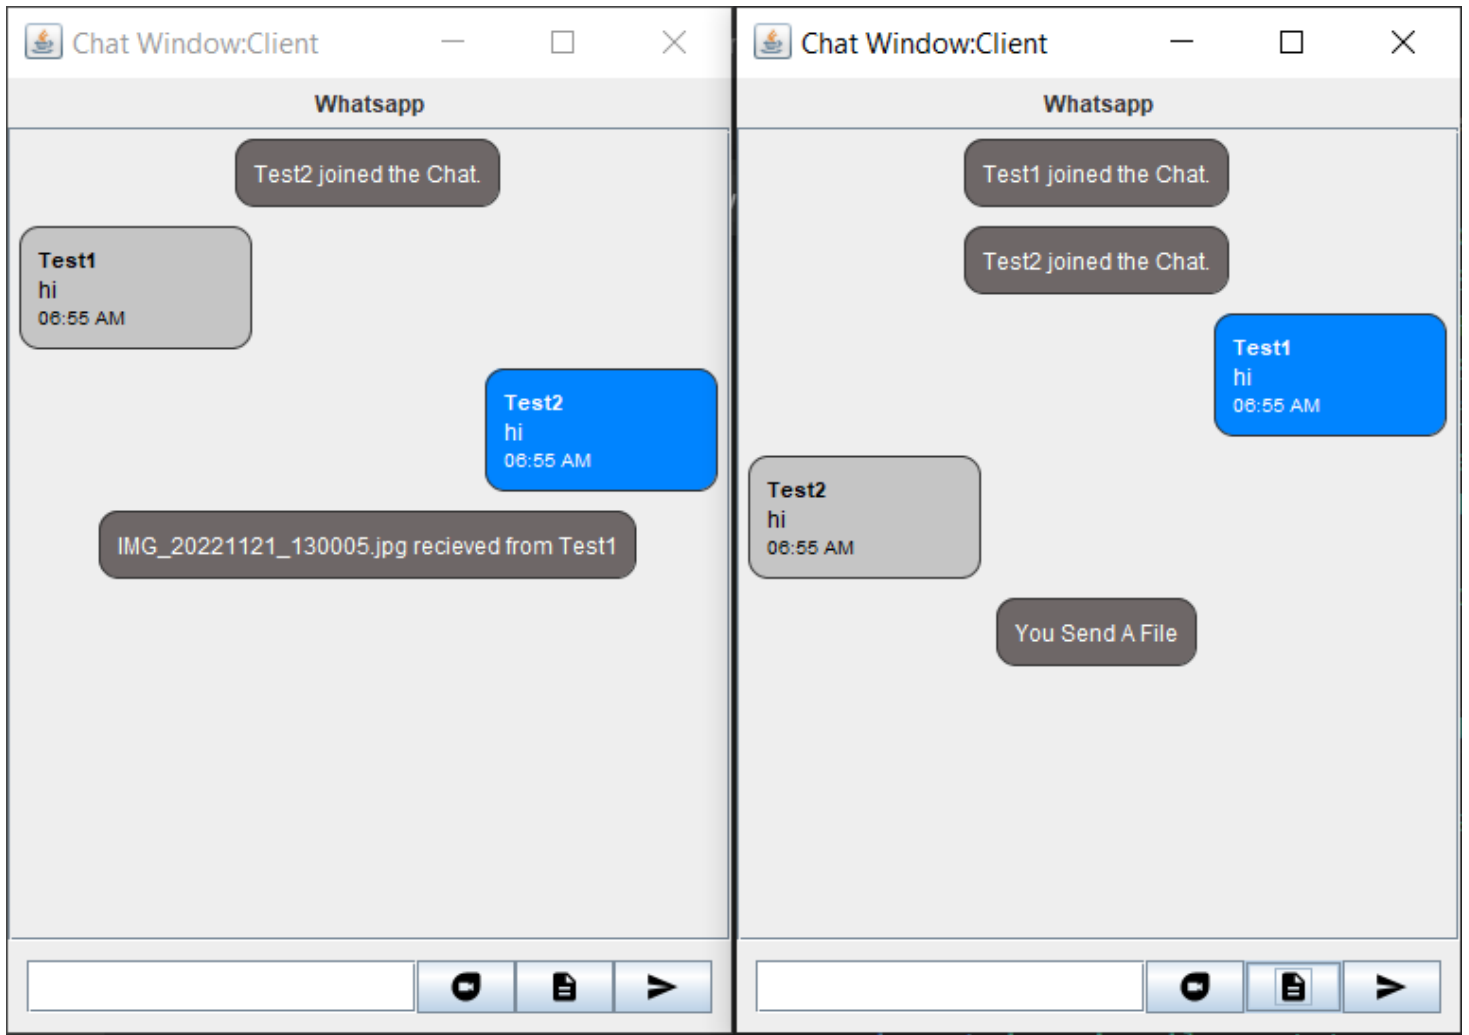 Chat Window:Client
Whatsapp
Test2 joined the Chat.
Test1
hi
06:55 AM
Test2
hi
06:55 AM
IMG_20221121_130005.jpg recieved from Test1
Chat Window:Client
Whatsapp
Test1 joined the Chat.
Test2 joined the Chat.
Test1
hi
06:55 AM
Test2
hi
06:55 AM
You Send A File